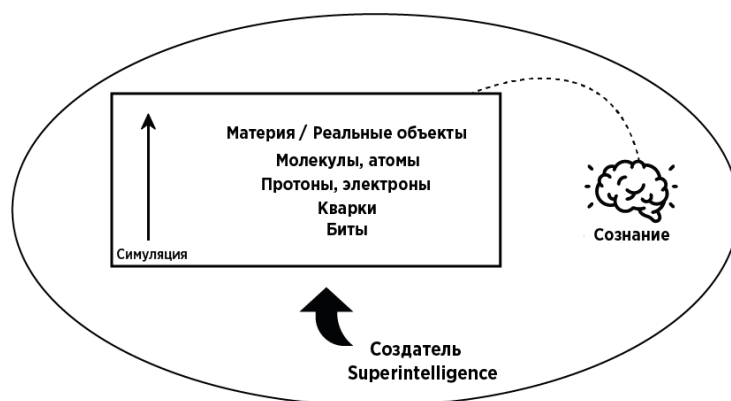 Материя / Реальные объекты
Молекулы, атомы
Протоны, электроны
Кварки
Биты
Симуляция
Сознание
Создатель
Superintelligence